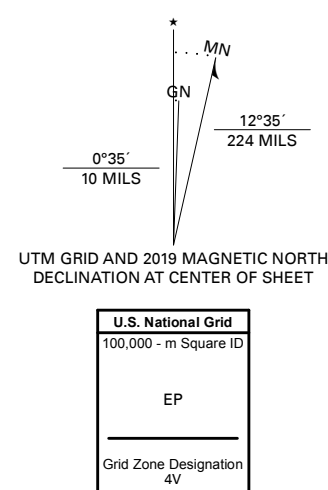 ★
MN
GN
12°35´
224 MILS
0°35´
10 MILS
UTM GRID AND 2019 MAGNETIC NORTH
DECLINATION AT CENTER OF SHEET
U.S. National Grid
100,000 - m Square ID
EP
Grid Zone Designation
4V